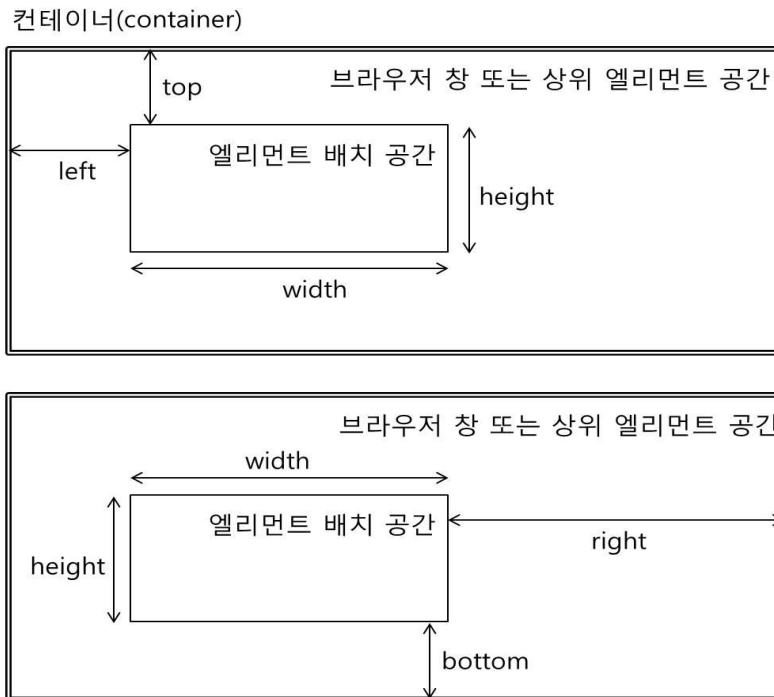 컨테이너(container)
top
브라우저 창 또는 상위 엘리먼트 공간
left
엘리먼트 배치 공간
height
width
브라우저 창 또는 상위 엘리먼트 공간
width
엘리먼트 배치 공간
right
height
bottom